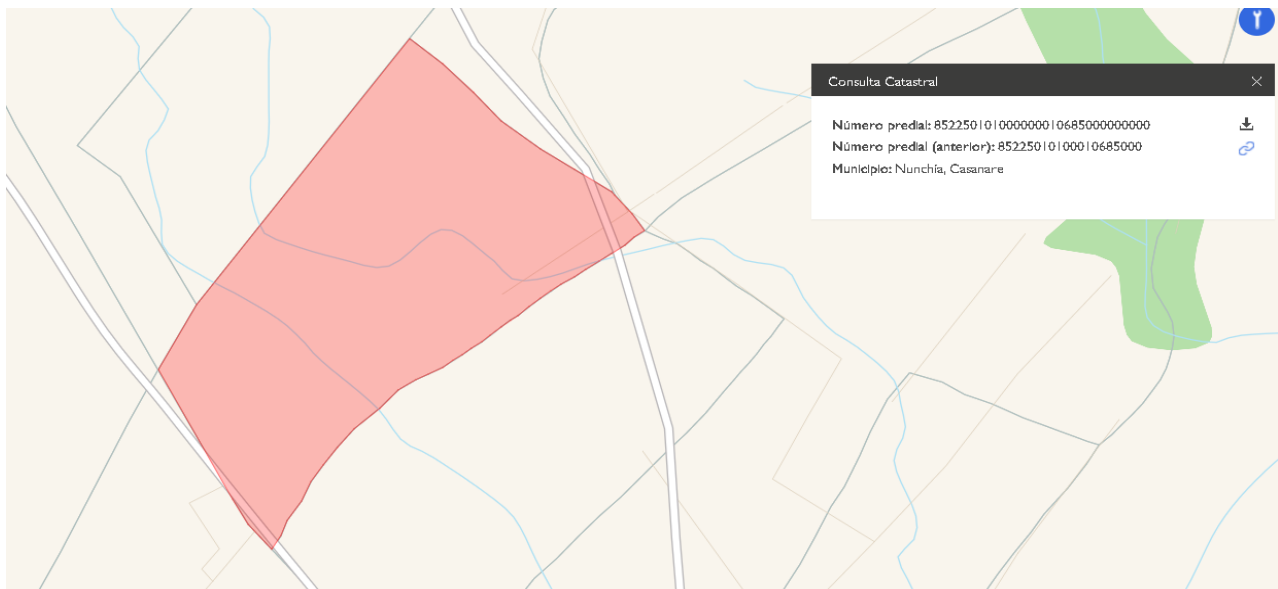 Consulta Catastral
Número predial: 852250101000000010685000000000
Número predial (anterior): 85225010100010685000
Municipio: Nunchía, Casanare